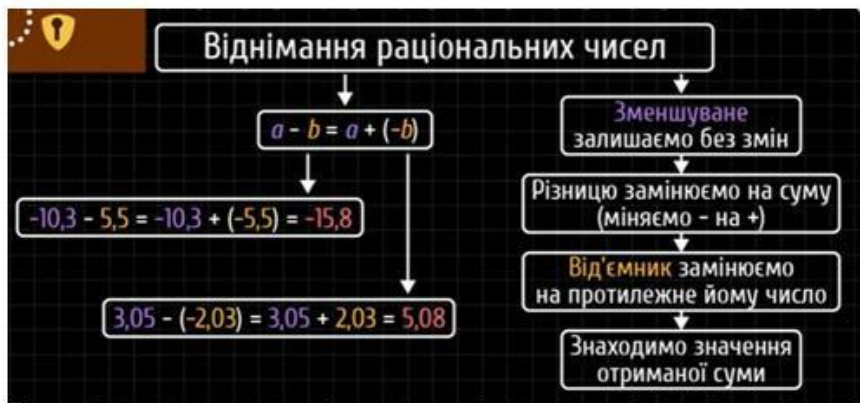 Віднімання раціональних чисел
a - b = a + (-b)
-10,3 - 5,5 = -10,3 + (-5,5) = -15,8
3,05 - (-2,03) = 3,05 + 2,03 = 5,08
Зменшуване
залишаємо без змін
Різницю замінюємо на суму
(міняємо - на +)
Від'ємник замінюємо
на протилежне йому число
Знаходимо значення
отриманої суми